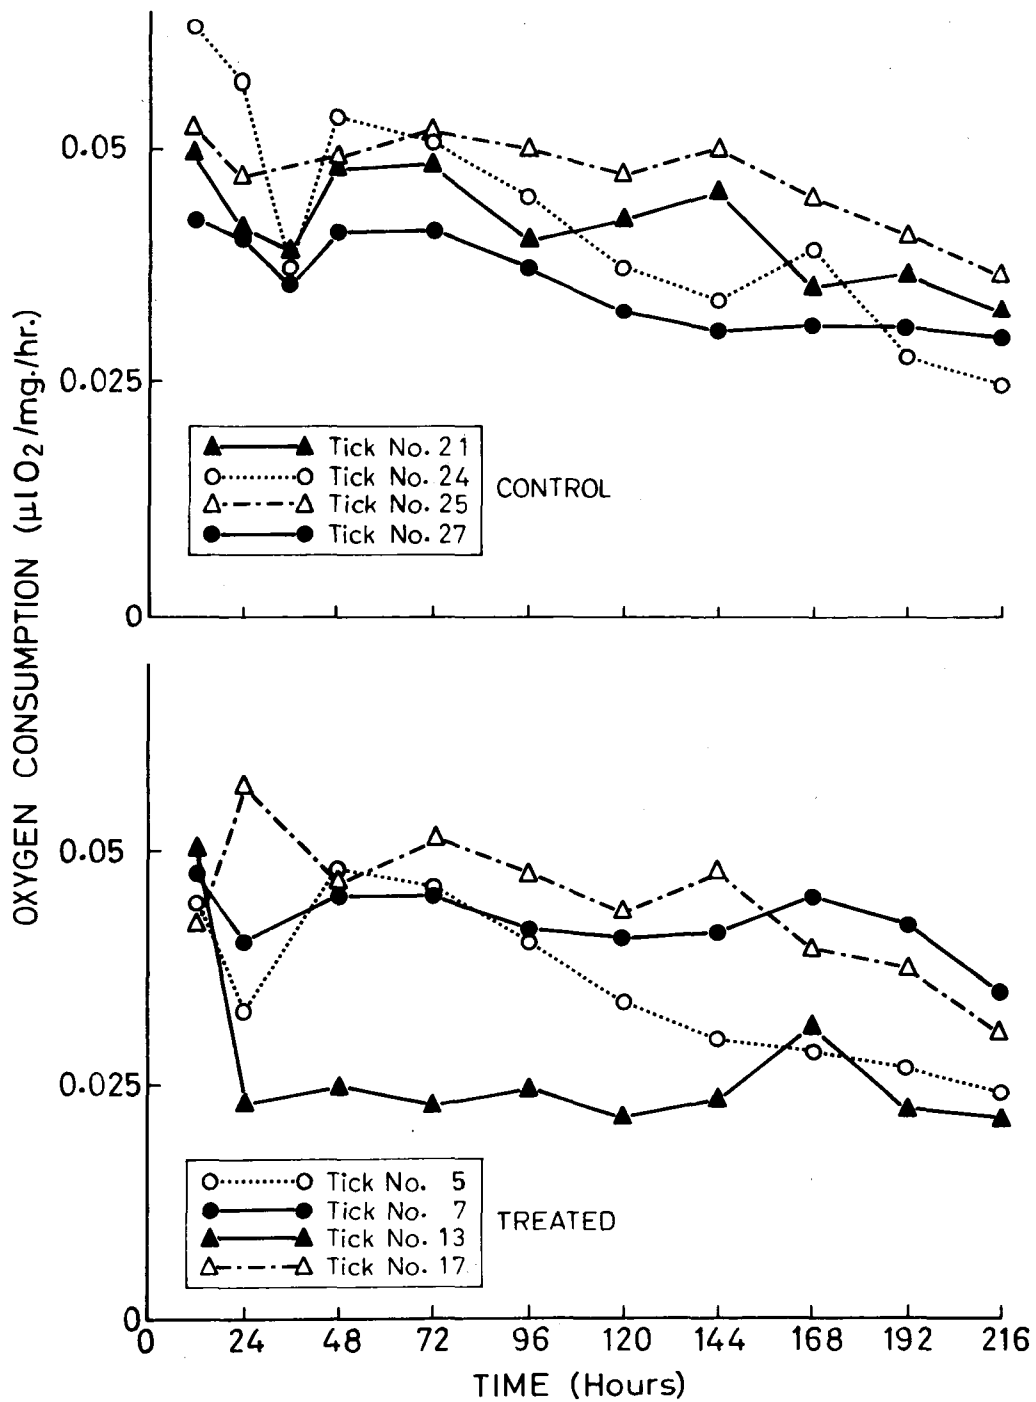 OXYGEN CONSUMPTION (µl O₂/mg./hr.)
0.05
0.025
0
Tick No. 21
Tick No. 24
Tick No. 25
Tick No. 27
CONTROL
0.05
0.025
0
Tick No. 5
Tick No. 7
Tick No. 13
Tick No. 17
TREATED
0 24 48 72 96 120 144 168 192 216
TIME (Hours)